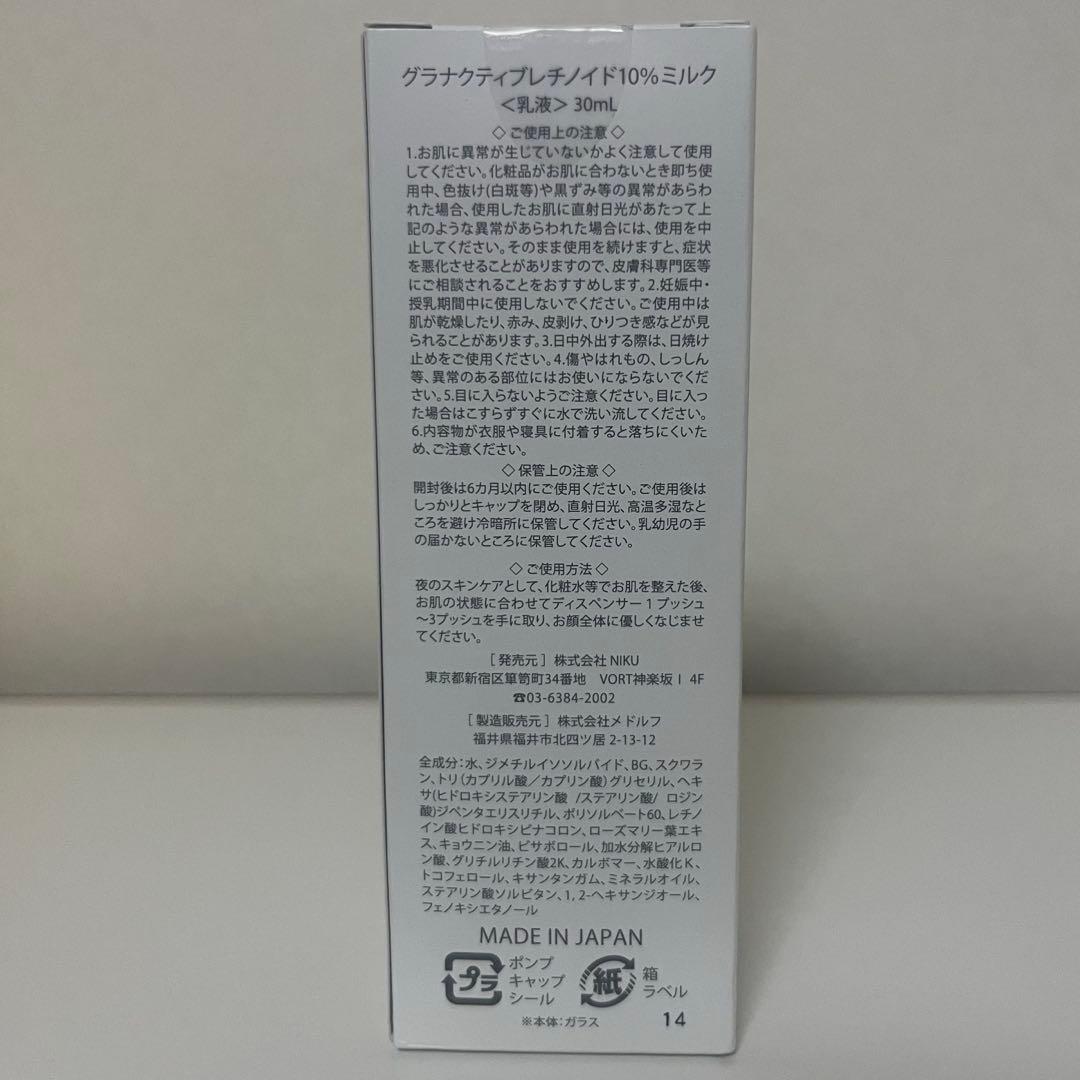 グラナクティブレチノイド10%ミルク
＜乳液＞ 30mL
◇ ご使用上の注意 ◇
1.お肌に異常が生じていないかよく注意して使用
してください。化粧品がお肌に合わないとき即ち使
用中、色抜け(白斑等)や黒ずみ等の異常があらわ
れた場合、使用したお肌に直射日光があたって上
記のような異常があらわれた場合には、使用を中
止してください。そのまま使用を続けますと、症状
を悪化させることがありますので、皮膚科専門医等
にご相談されることをおすすめします。2.妊娠中・
授乳期間中に使用しないでください。ご使用中は
肌が乾燥したり、赤み、皮剥け、ひりつき感などが見
られることがあります。3.日中外出する際は、日焼け
止めをご使用ください。4.傷やはれもの、しっしん
等、異常のある部位にはお使いにならないでくだ
さい。5.目に入らないようご注意ください。目に入っ
た場合はこすらずすぐに水で洗い流してください。
6.内容物が衣服や寝具に付着すると落ちにくいた
め、ご注意ください。
◇ 保管上の注意 ◇
開封後は6カ月以内にご使用ください。ご使用後は
しっかりとキャップを閉め、直射日光、高温多湿なと
ころを避け冷暗所に保管してください。乳幼児の手
の届かないところに保管してください。
◇ ご使用方法 ◇
夜のスキンケアとして、化粧水等でお肌を整えた後、
お肌の状態に合わせてディスペンサー１プッシュ
～3プッシュを手に取り、お顔全体に優しくなじませ
てください。
［発売元］株式会社 NIKU
東京都新宿区箪笥町34番地　VORT神楽坂Ⅰ 4F
☎03-6384-2002
［製造販売元］株式会社メドルフ
福井県福井市北四ツ居 2-13-12
全成分：水、ジメチルイソソルバイド、BG、スクワラ
ン、トリ（カプリル酸／カプリン酸）グリセリル、ヘキ
サ(ヒドロキシステアリン酸 /ステアリン酸/ ロジン
酸)ジペンタエリスリチル、ポリソルベート60、レチノ
イン酸ヒドロキシピナコロン、ローズマリー葉エキ
ス、キョウニン油、ビサボロール、加水分解ヒアルロ
ン酸、グリチルリチン酸2K、カルボマー、水酸化Ｋ、
トコフェロール、キサンタンガム、ミネラルオイル、
ステアリン酸ソルビタン、1, 2-ヘキサンジオール、
フェノキシエタノール
MADE IN JAPAN
プラ
ポンプ
キャップ
シール
紙
箱
ラベル
※本体：ガラス
14